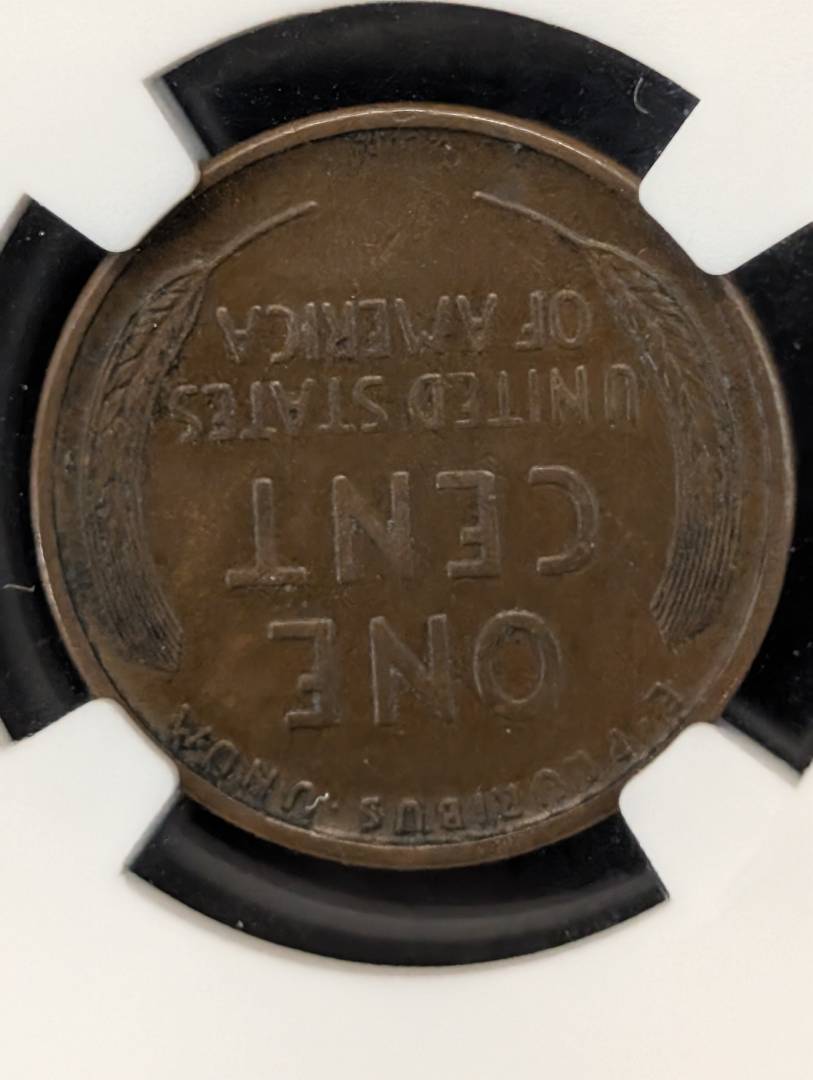 E·PLURIBUS·UNUM
ONE
CENT
UNITED STATES
OF AMERICA